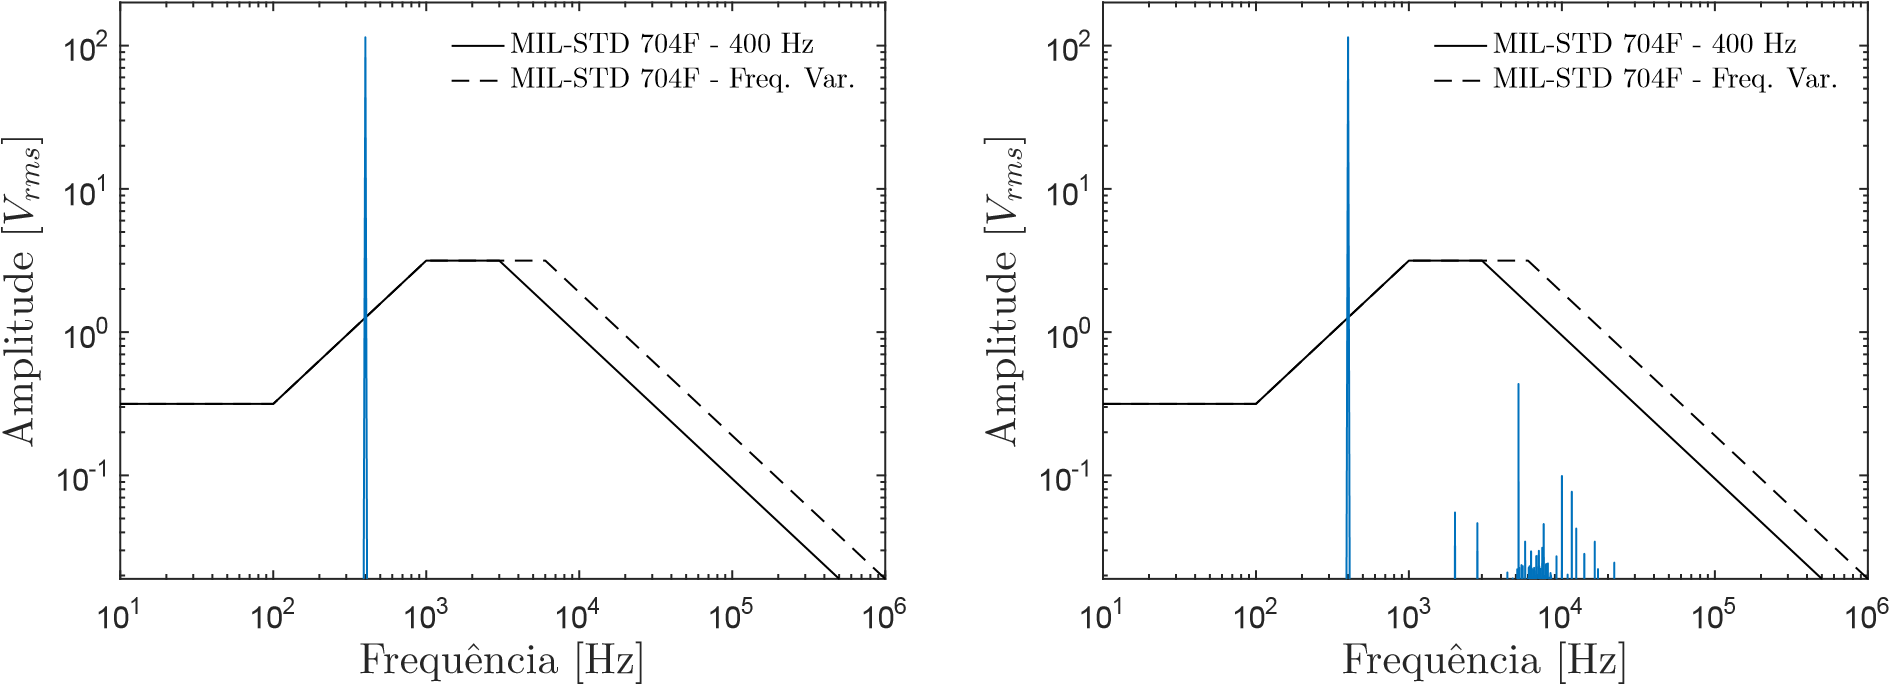 MIL-STD 704F - 400 Hz
MIL-STD 704F - Freq. Var.
Amplitude [V_rms]
10^2
10^1
10^0
10^-1
10^1 10^2 10^3 10^4 10^5 10^6
Frequência [Hz]
MIL-STD 704F - 400 Hz
MIL-STD 704F - Freq. Var.
Amplitude [V_rms]
10^2
10^1
10^0
10^-1
10^1 10^2 10^3 10^4 10^5 10^6
Frequência [Hz]